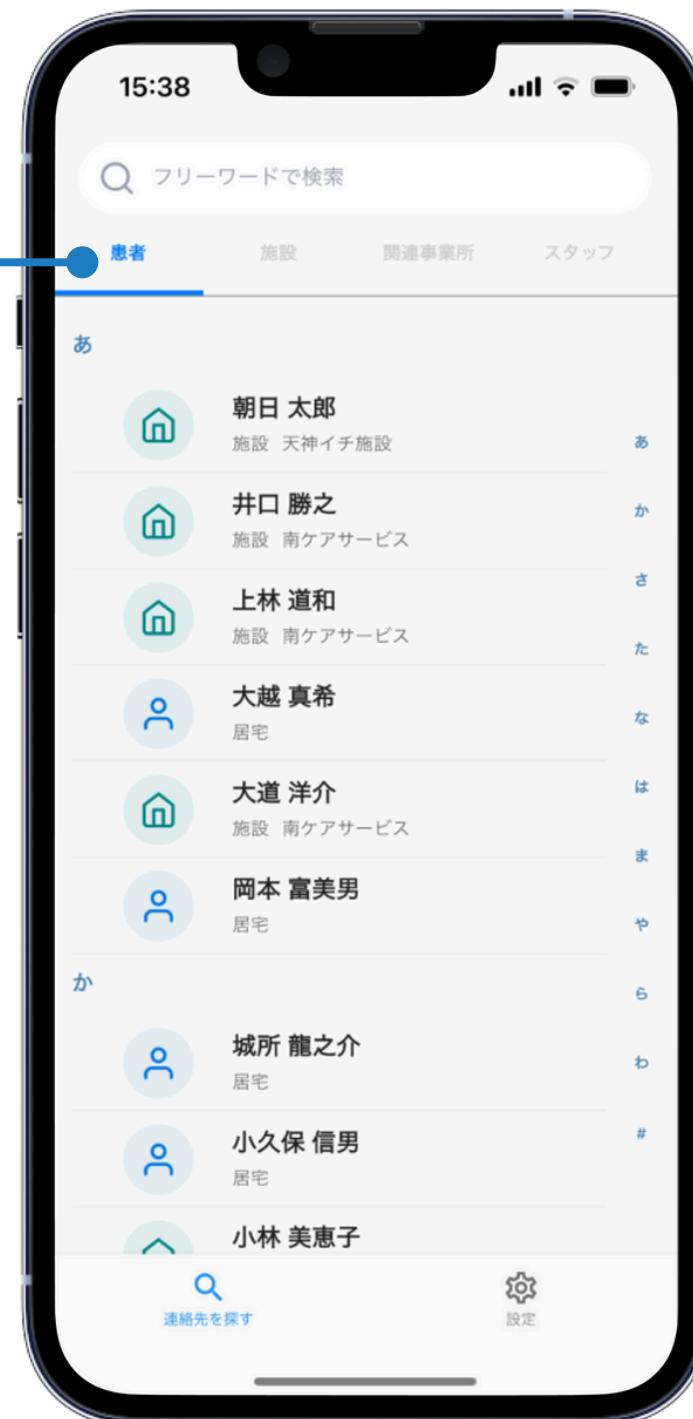 15:38
フリーワードで検索
患者 施設 関連事業所 スタッフ
あ
朝日 太郎
施設 天神イチ施設
井口 勝之
施設 南ケアサービス
上林 道和
施設 南ケアサービス
大越 真希
居宅
大道 洋介
施設 南ケアサービス
岡本 富美男
居宅
か
城所 龍之介
居宅
小久保 信男
居宅
小林 美恵子
あ
か
さ
た
な
は
ま
や
ら
わ
#
連絡先を探す 設定